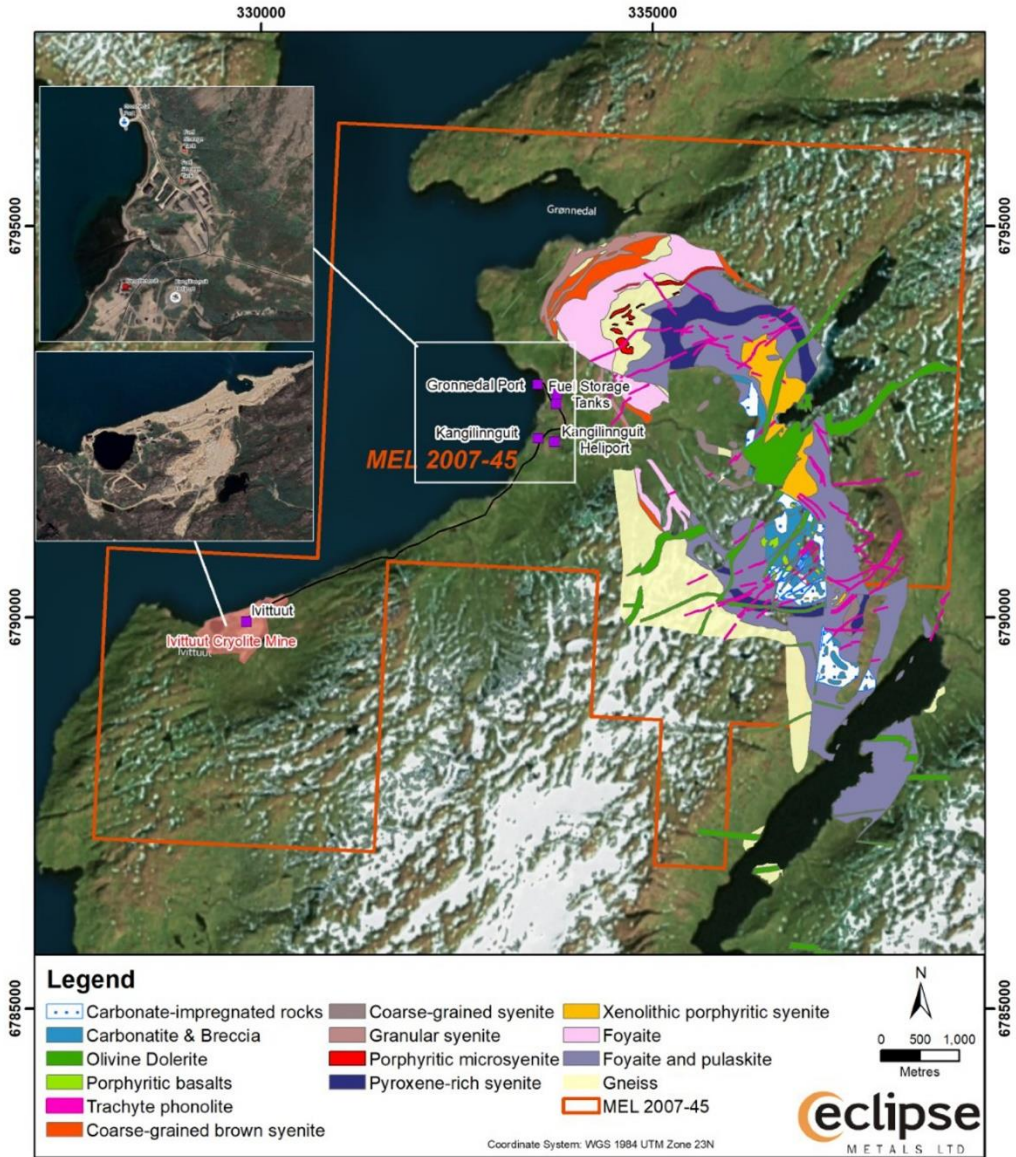 330000
335000
6795000
6795000
Grønnedal
Gronnedal Port
Fuel Storage
Tanks
Kangilinnguit
Kangilinnguit
Heliport
MEL 2007-45
6790000
6790000
Ivittuut
Ivittuut Cryolite Mine
Ivittuut
6785000
6785000
Legend
Carbonate-impregnated rocks
Carbonatite & Breccia
Olivine Dolerite
Porphyritic basalts
Trachyte phonolite
Coarse-grained brown syenite
Coarse-grained syenite
Granular syenite
Porphyritic microsyenite
Pyroxene-rich syenite
Xenolithic porphyritic syenite
Foyaite
Foyaite and pulaskite
Gneiss
MEL 2007-45
N
0 500 1,000
Metres
Coordinate System: WGS 1984 UTM Zone 23N
eclipse
METALS LTD